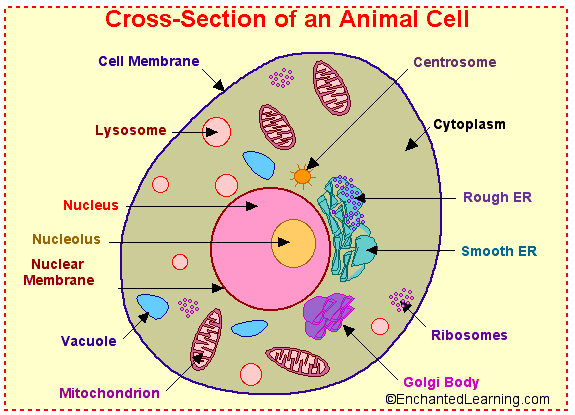 Cross-Section of an Animal Cell
Cell Membrane
Centrosome
Lysosome
Cytoplasm
Nucleus
Rough ER
Nucleolus
Smooth ER
Nuclear
Membrane
Vacuole
Ribosomes
Mitochondrion
Golgi Body
©EnchantedLearning.com